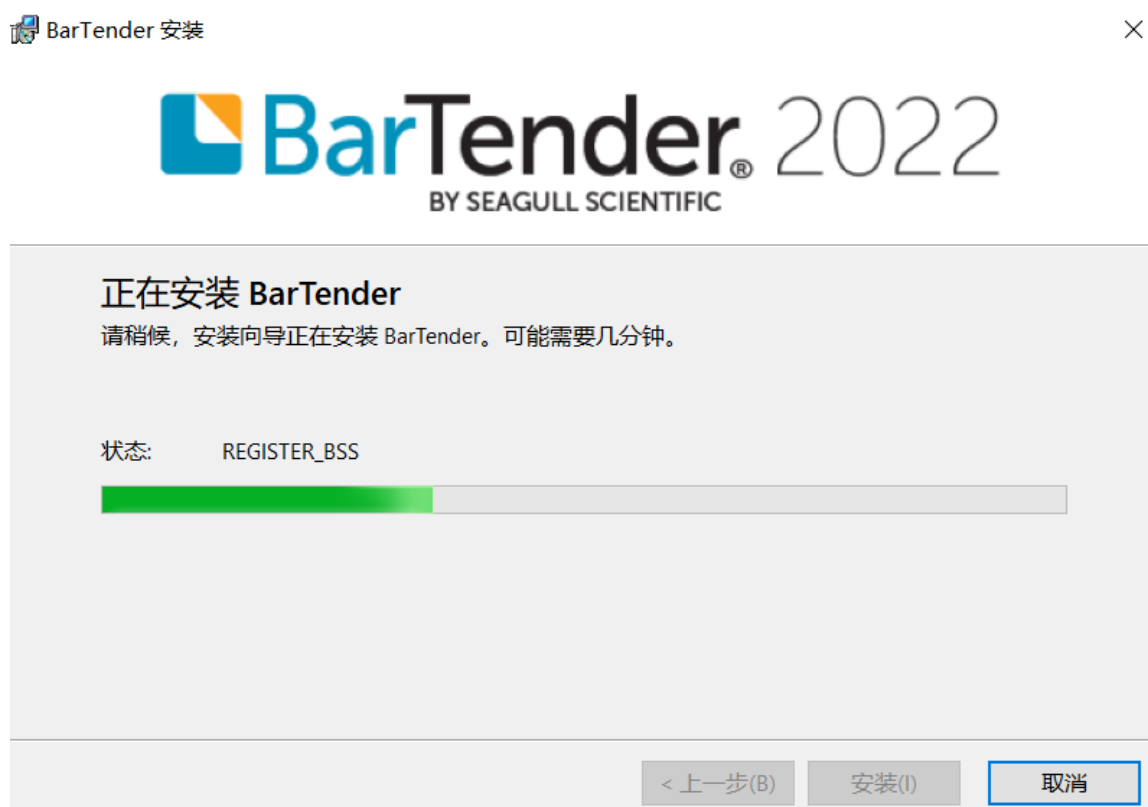 BarTender 安装
BarTender® 2022
BY SEAGULL SCIENTIFIC
正在安装 BarTender
请稍候，安装向导正在安装 BarTender。可能需要几分钟。
状态: REGISTER_BSS
< 上一步(B) 安装(I) 取消